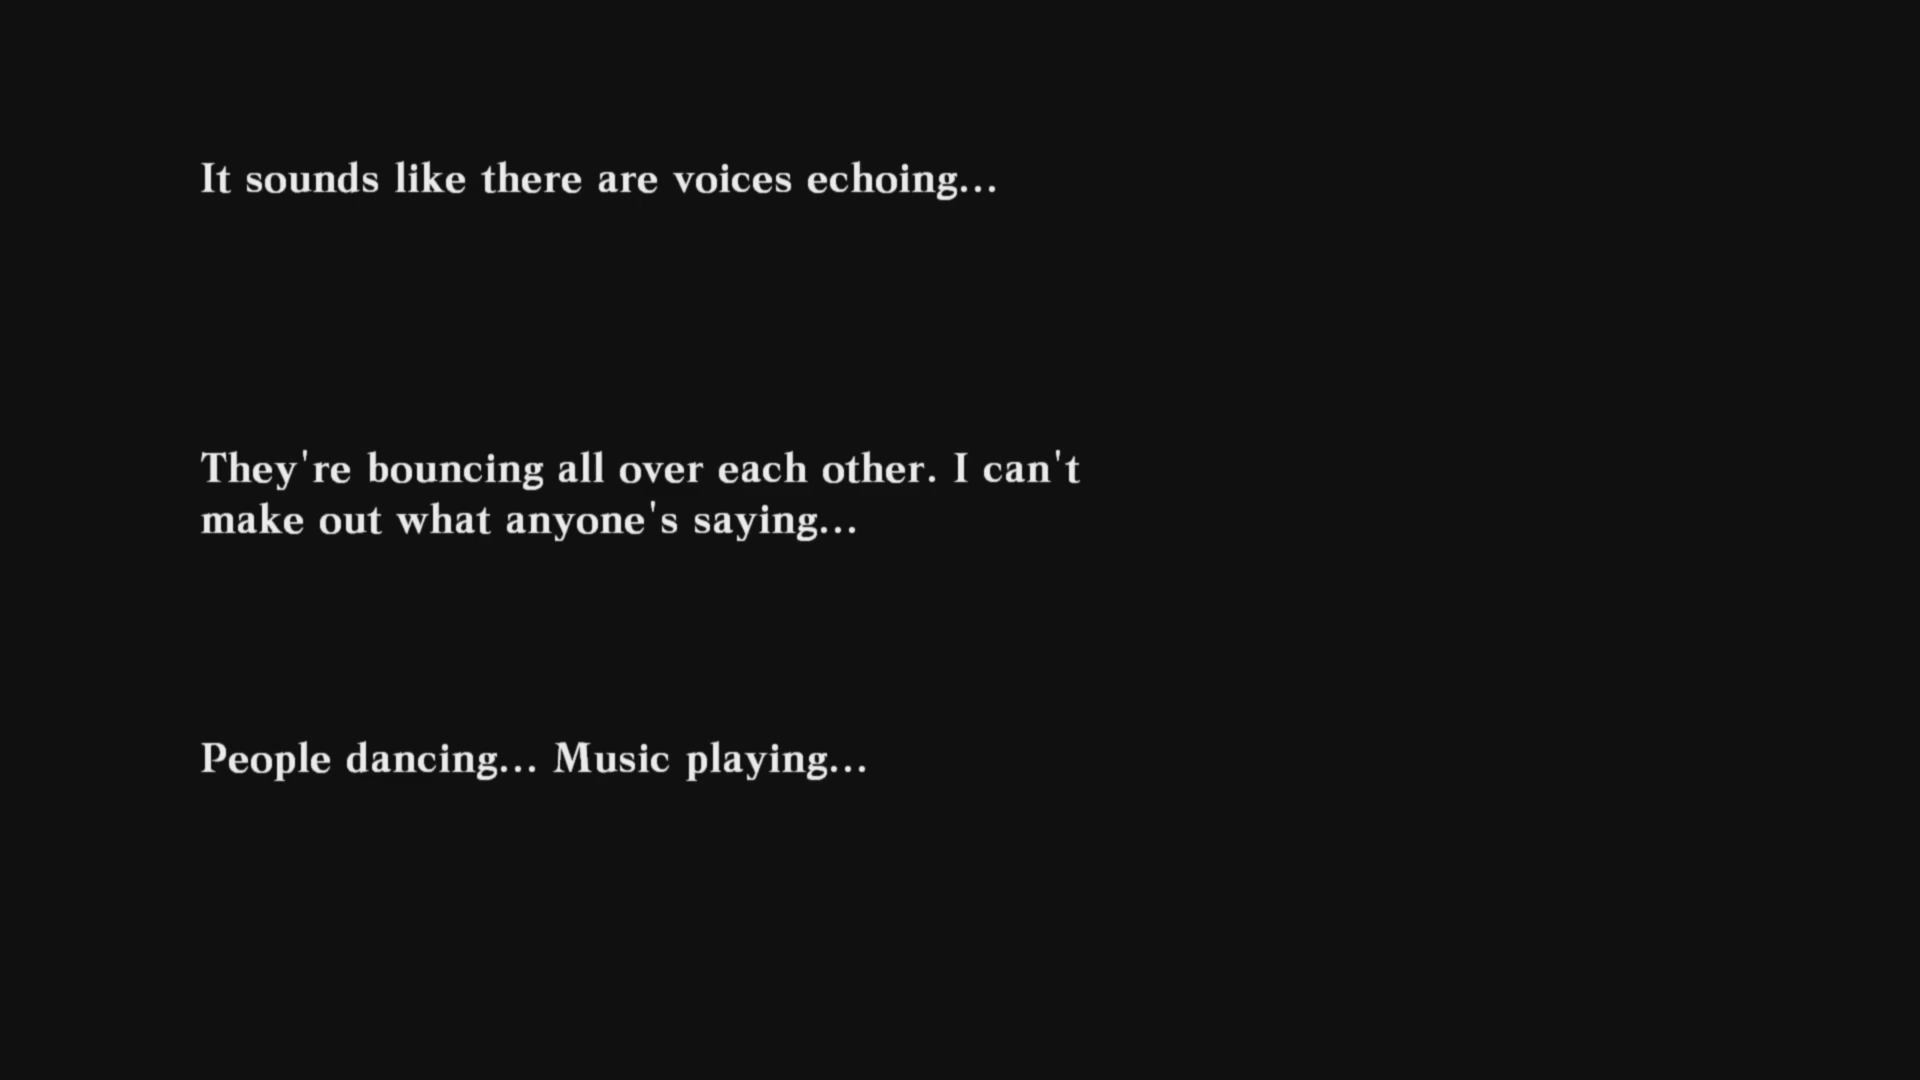 It sounds like there are voices echoing...
They're bouncing all over each other. I can't
make out what anyone's saying...
People dancing... Music playing...